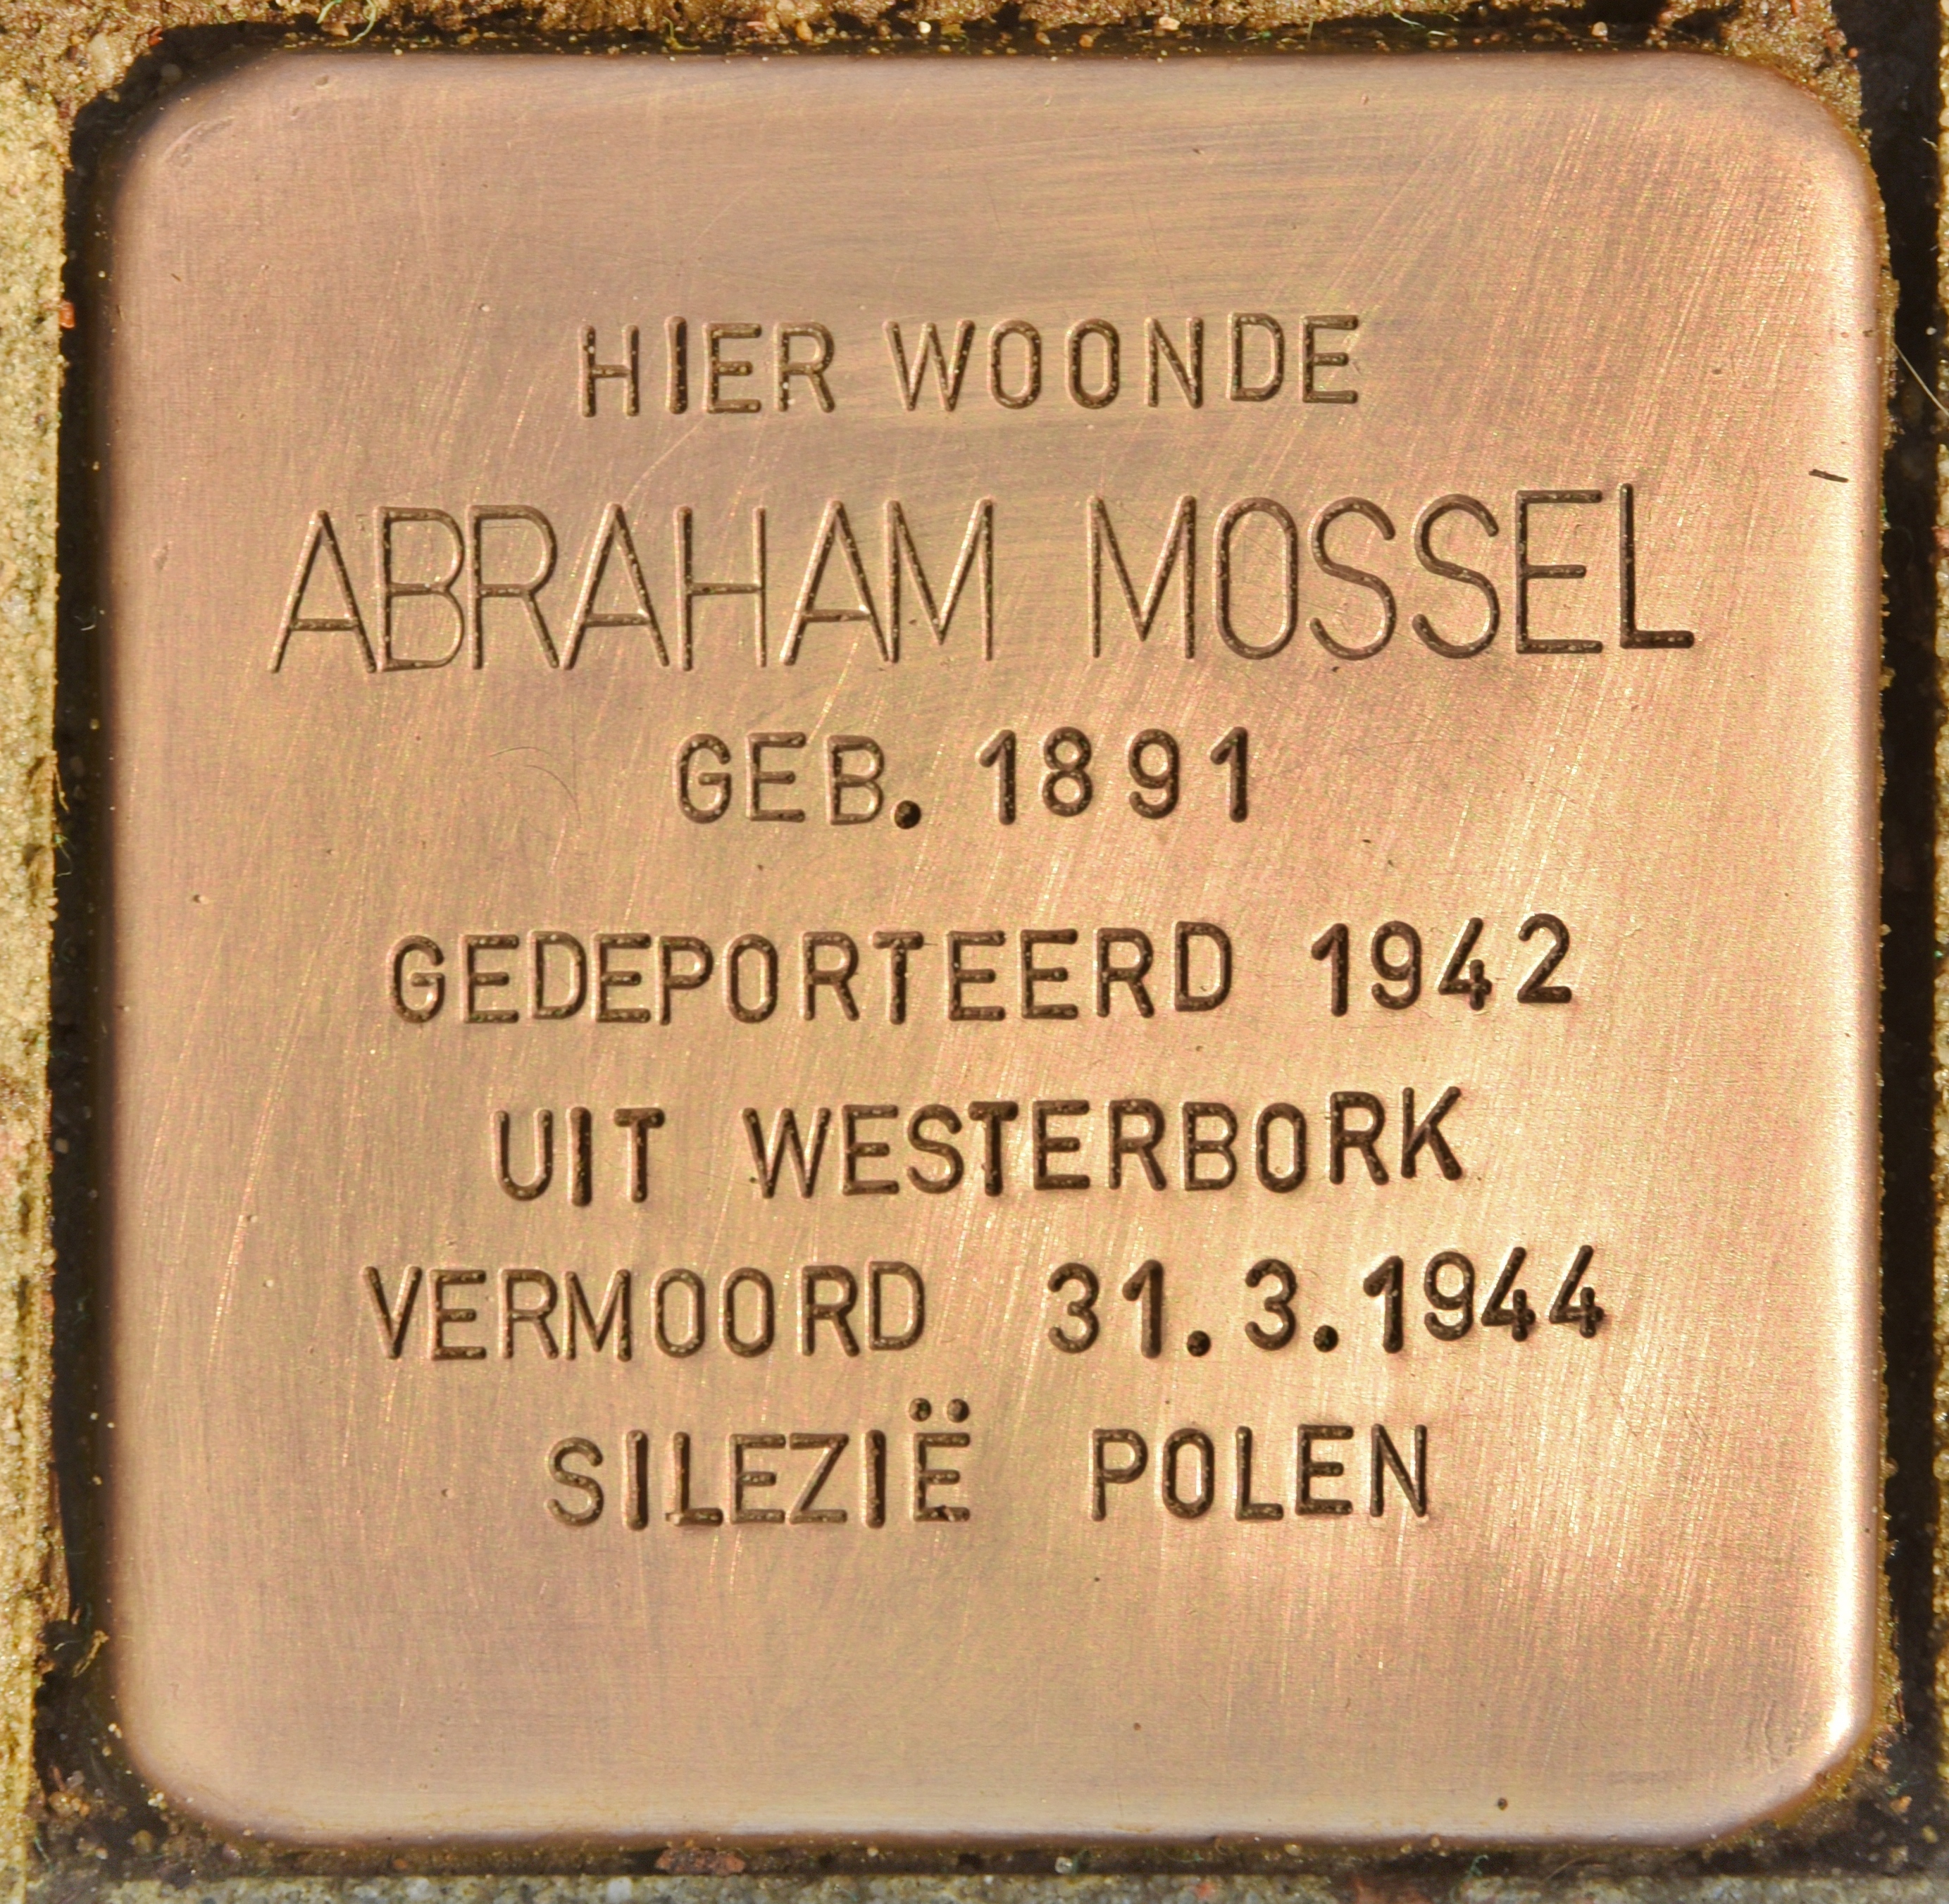 HIER WOONDE
ABRAHAM MOSSEL
GEB. 1891
GEDEPORTEERD 1942
UIT WESTERBORK
VERMOORD 31.3.1944
SILEZIË POLEN